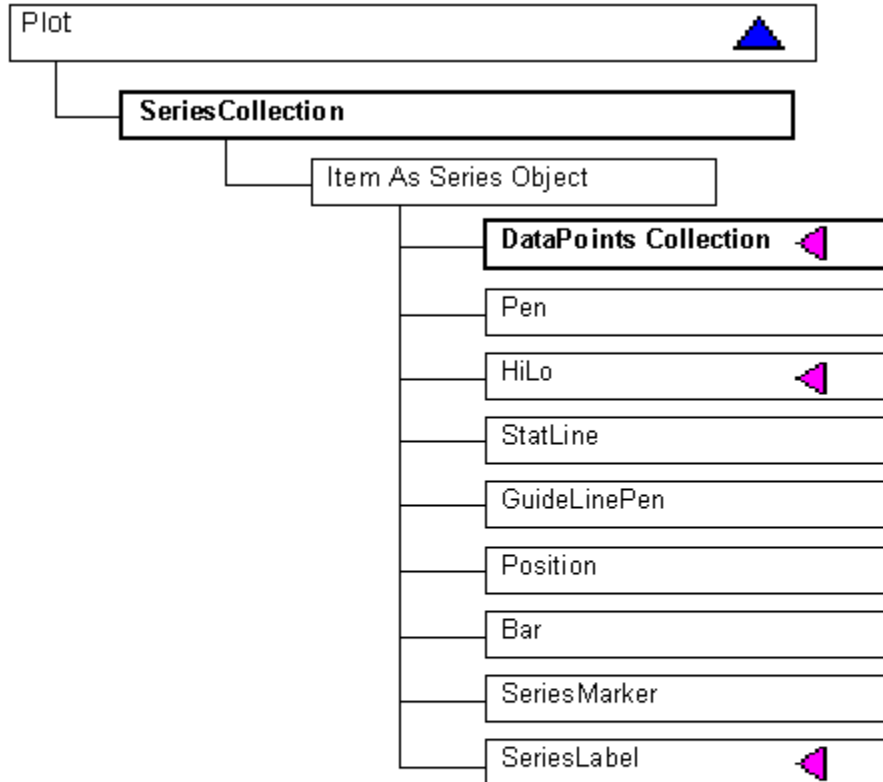 Plot
SeriesCollection
Item As Series Object
DataPoints Collection
Pen
HiLo
StatLine
GuideLinePen
Position
Bar
SeriesMarker
SeriesLabel